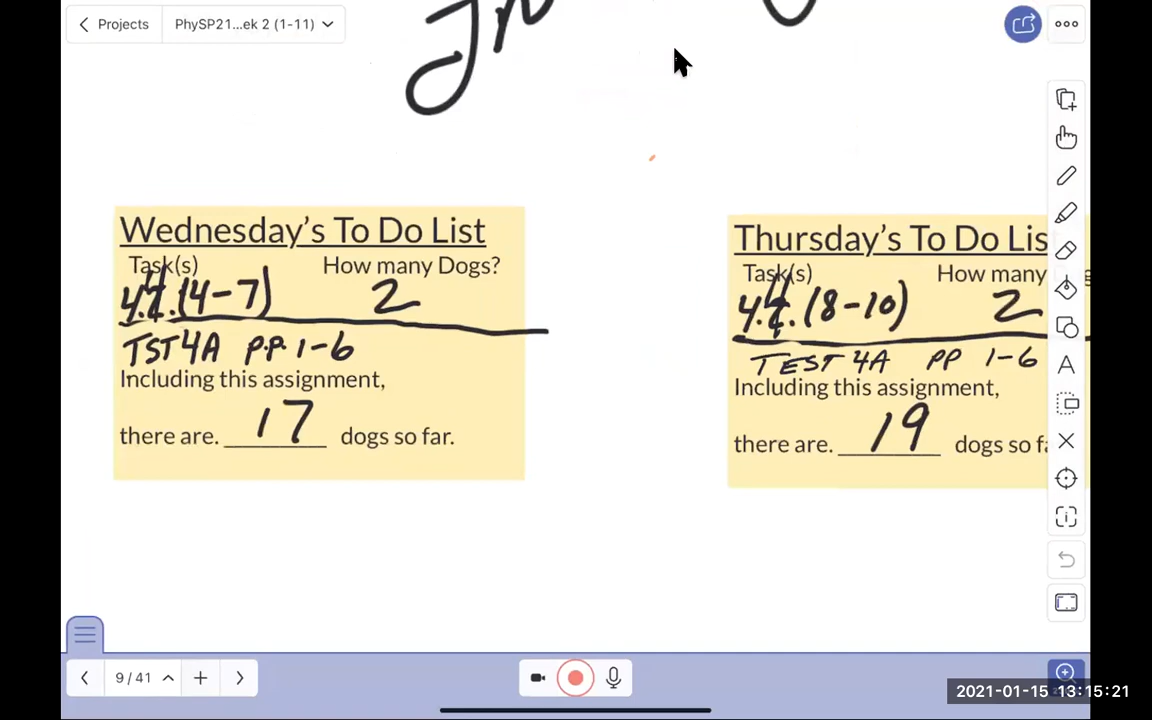 Projects
PhySP21...ek 2 (1-11)
Wednesday's To Do List
Task(s) How many Dogs?
4.4.(4-7) 2
TST 4A P.P. 1-6
Including this assignment,
there are. 17 dogs so far.
Thursday's To Do Lis
Task(s) How many
4.4.(8-10) 2
TEST 4A PP 1-6
Including this assignment,
there are. 19 dogs so fa
9/41
2021-01-15 13:15:21